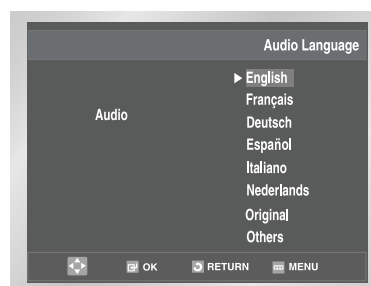 Audio Language
English
Français
Audio
Deutsch
Español
Italiano
Nederlands
Original
Others
OK RETURN MENU